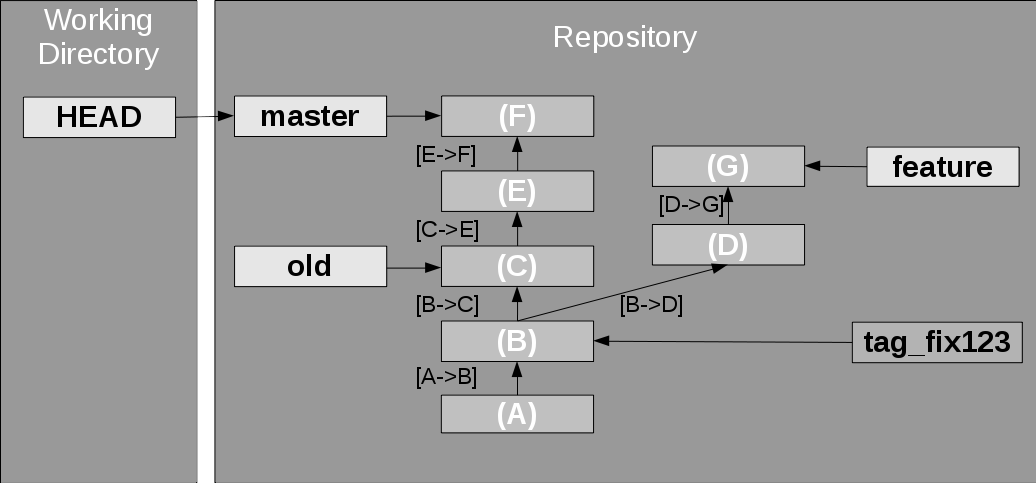 Working
Directory
Repository
HEAD
master
(F)
[E->F]
(G)
feature
(E)
[D->G]
[C->E]
(D)
old
(C)
[B->C]
[B->D]
(B)
tag_fix123
[A->B]
(A)